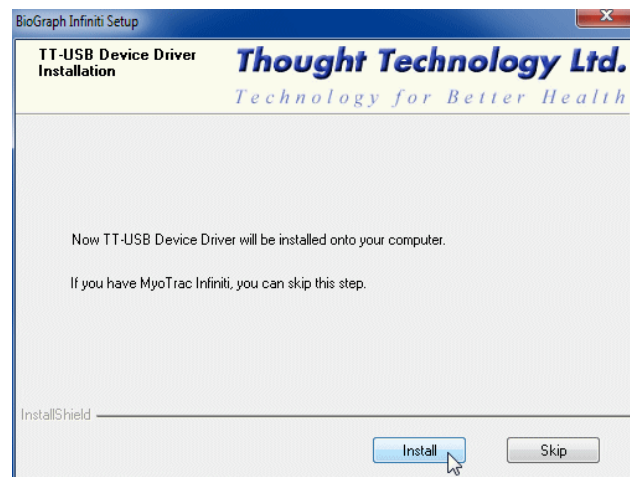 BioGraph Infiniti Setup
TT-USB Device Driver
Installation
Thought Technology Ltd.
Technology for Better Health
Now TT-USB Device Driver will be installed onto your computer.
If you have MyoTrac Infiniti, you can skip this step.
InstallShield
Install
Skip